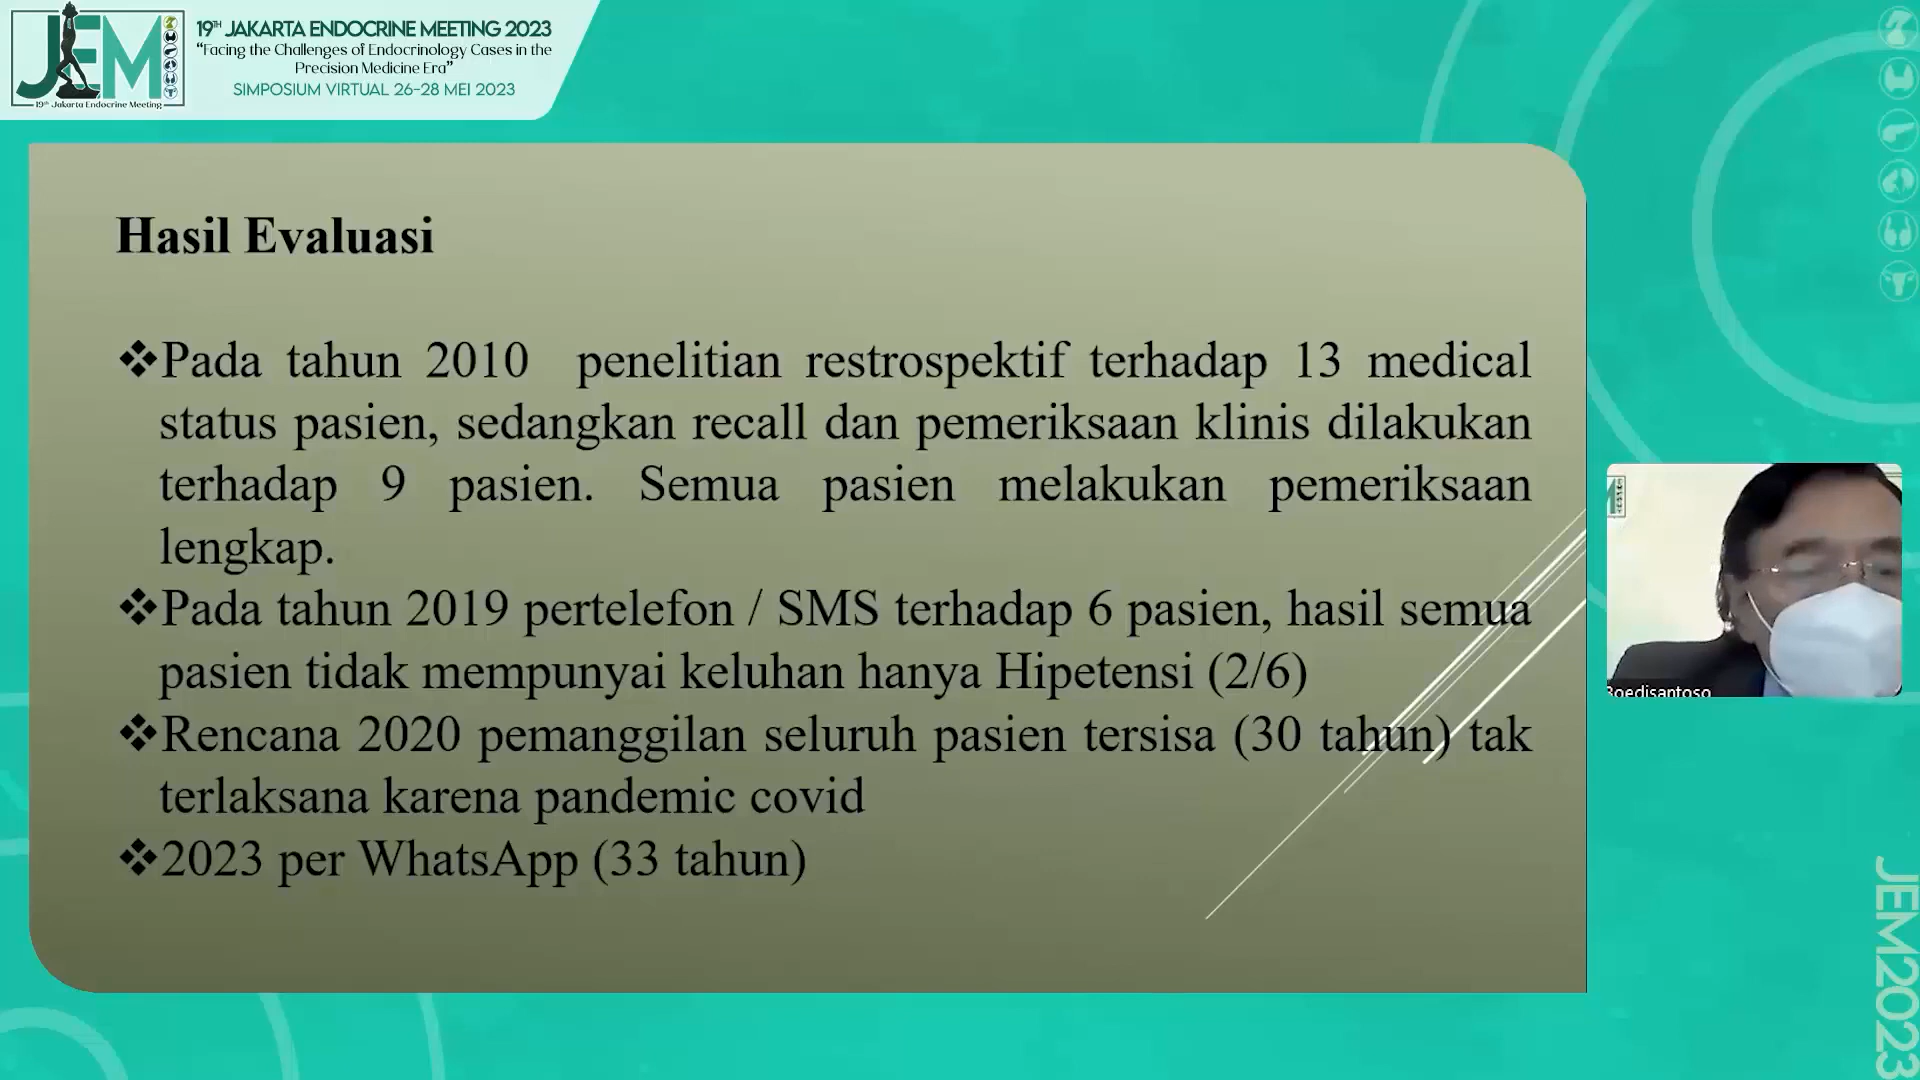 JEM
19th Jakarta Endocrine Meeting
19TH JAKARTA ENDOCRINE MEETING 2023
"Facing the Challenges of Endocrinology Cases in the
Precision Medicine Era"
SIMPOSIUM VIRTUAL 26-28 MEI 2023
Hasil Evaluasi
❖Pada tahun 2010 penelitian restrospektif terhadap 13 medical
status pasien, sedangkan recall dan pemeriksaan klinis dilakukan
terhadap 9 pasien. Semua pasien melakukan pemeriksaan
lengkap.
❖Pada tahun 2019 pertelefon / SMS terhadap 6 pasien, hasil semua
pasien tidak mempunyai keluhan hanya Hipetensi (2/6)
❖Rencana 2020 pemanggilan seluruh pasien tersisa (30 tahun) tak
terlaksana karena pandemic covid
❖2023 per WhatsApp (33 tahun)
Boedisantoso
JEM2023